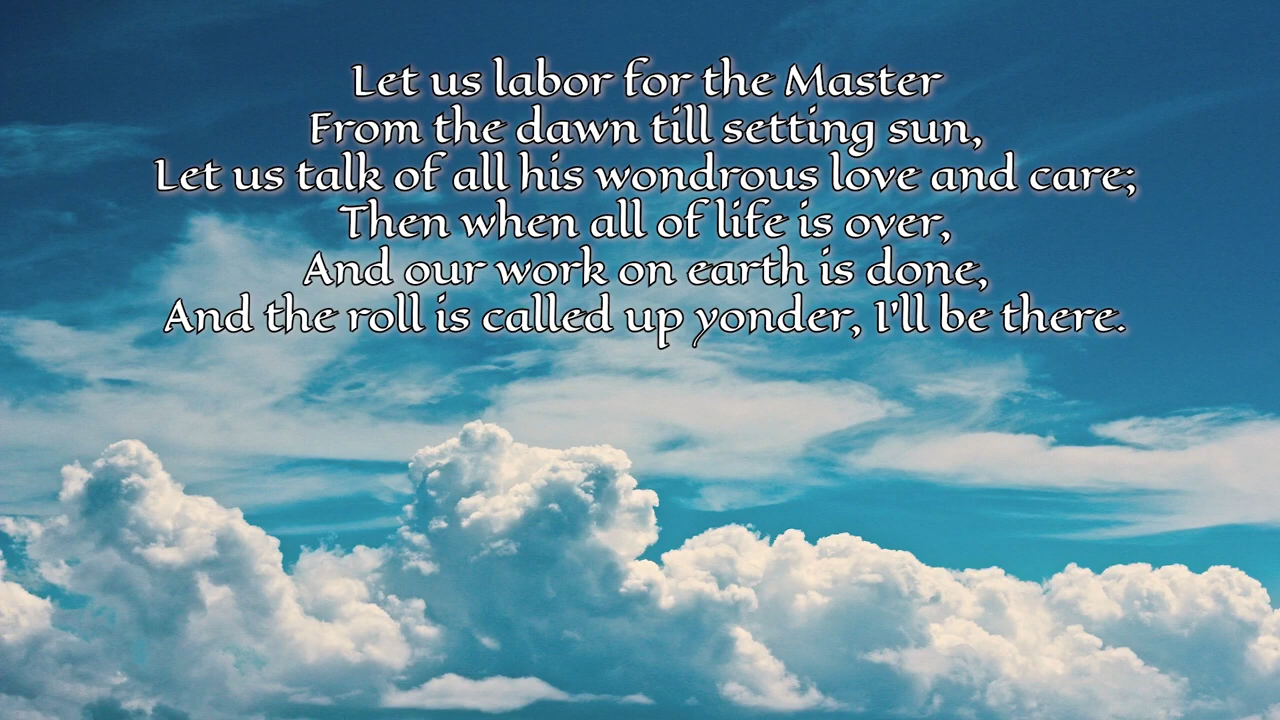 Let us labor for the Master
From the dawn till setting sun,
Let us talk of all his wondrous love and care;
Then when all of life is over,
And our work on earth is done,
And the roll is called up yonder, I'll be there.